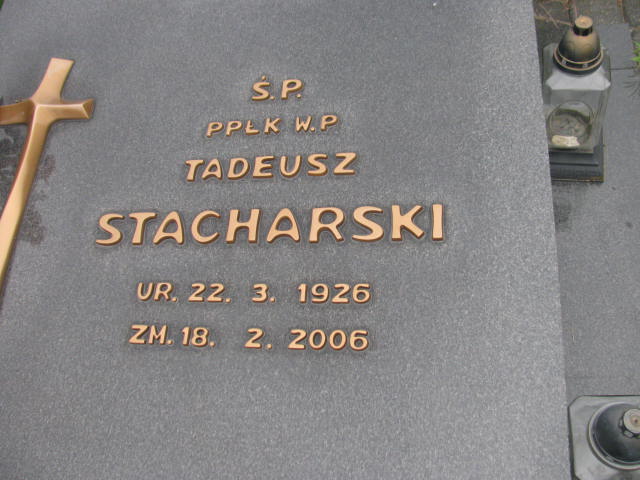 Ś.P.
PPŁK W.P.
TADEUSZ
STACHARSKI
UR. 22. 3. 1926
ZM. 18. 2. 2006